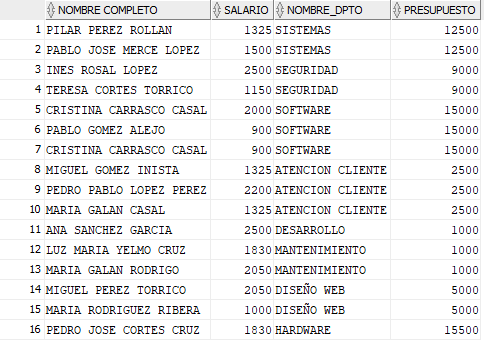 NOMBRE COMPLETO SALARIO NOMBRE_DPTO PRESUPUESTO
1 PILAR PEREZ ROLLAN 1325 SISTEMAS 12500
2 PABLO JOSE MERCE LOPEZ 1500 SISTEMAS 12500
3 INES ROSAL LOPEZ 2500 SEGURIDAD 9000
4 TERESA CORTES TORRICO 1150 SEGURIDAD 9000
5 CRISTINA CARRASCO CASAL 2000 SOFTWARE 15000
6 PABLO GOMEZ ALEJO 900 SOFTWARE 15000
7 CRISTINA CARRASCO CASAL 900 SOFTWARE 15000
8 MIGUEL GOMEZ INISTA 1325 ATENCION CLIENTE 2500
9 PEDRO PABLO LOPEZ PEREZ 2200 ATENCION CLIENTE 2500
10 MARIA GALAN CASAL 1325 ATENCION CLIENTE 2500
11 ANA SANCHEZ GARCIA 2500 DESARROLLO 1000
12 LUZ MARIA YELMO CRUZ 1830 MANTENIMIENTO 1000
13 MARIA GALAN RODRIGO 2050 MANTENIMIENTO 1000
14 MIGUEL PEREZ TORRICO 2050 DISEÑO WEB 5000
15 MARIA RODRIGUEZ RIBERA 1000 DISEÑO WEB 5000
16 PEDRO JOSE CORTES CRUZ 1830 HARDWARE 15500